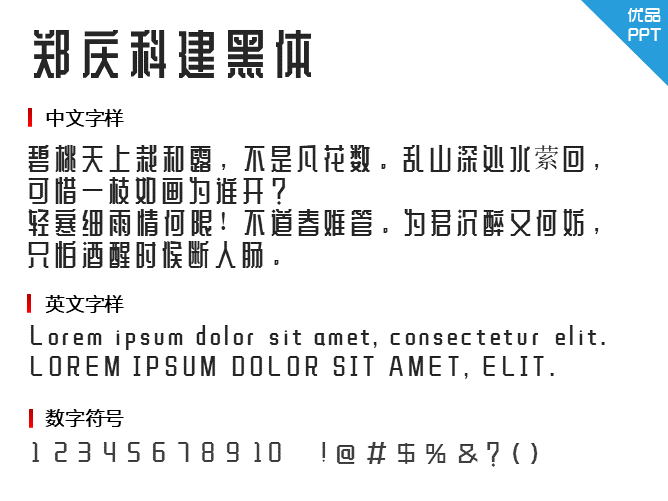 优品
PPT
郑庆科建黑体
中文字样
碧桃天上栽和露，不是凡花数。乱山深处水萦回，
可惜一枝如画为谁开？
轻寒细雨情何限！不道春难管。为君沉醉又何妨，
只怕酒醒时候断人肠。
英文字样
Lorem ipsum dolor sit amet, consectetur elit.
LOREM IPSUM DOLOR SIT AMET, ELIT.
数字符号
1 2 3 4 5 6 7 8 9 10 !@#$%&?()